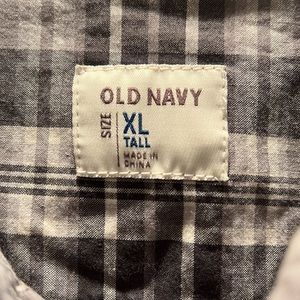 OLD NAVY
SIZE
XL
TALL
MADE IN
CHINA